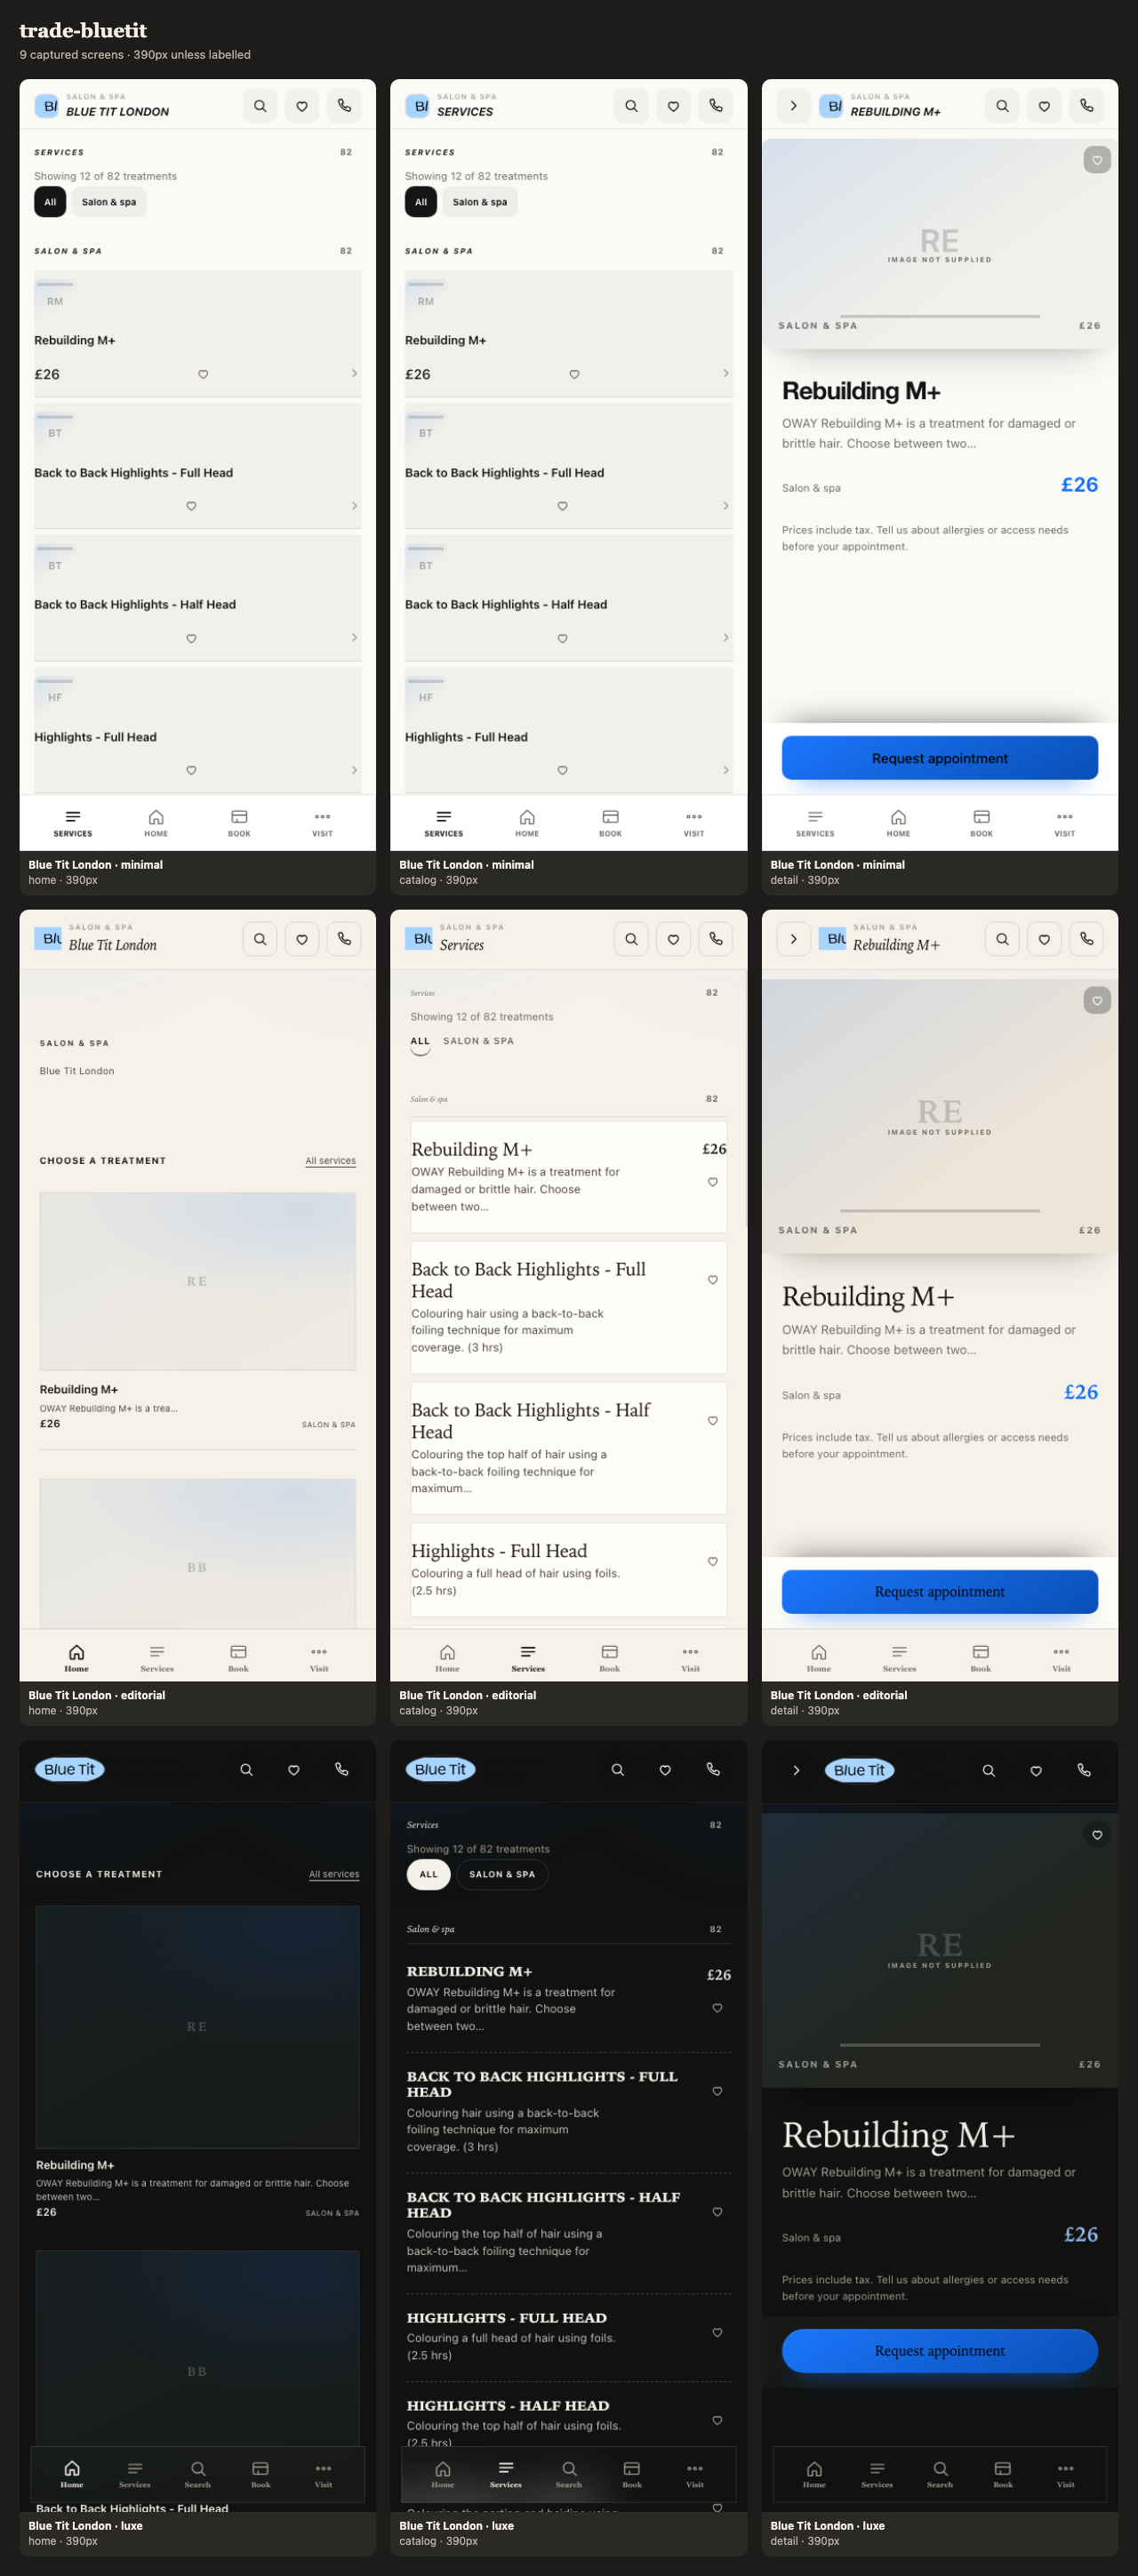 trade-bluetit
9 captured screens · 390px unless labelled
Bl
SALON & SPA
BLUE TIT LONDON
SERVICES
82
Showing 12 of 82 treatments
All
Salon & spa
SALON & SPA
82
RM
Rebuilding M+
£26
BT
Back to Back Highlights - Full Head
BT
Back to Back Highlights - Half Head
HF
Highlights - Full Head
SERVICES
HOME
BOOK
VISIT
Blue Tit London · minimal
home · 390px
Bl
SALON & SPA
SERVICES
SERVICES
82
Showing 12 of 82 treatments
All
Salon & spa
SALON & SPA
82
RM
Rebuilding M+
£26
BT
Back to Back Highlights - Full Head
BT
Back to Back Highlights - Half Head
HF
Highlights - Full Head
SERVICES
HOME
BOOK
VISIT
Blue Tit London · minimal
catalog · 390px
Bl
SALON & SPA
REBUILDING M+
RE
IMAGE NOT SUPPLIED
SALON & SPA
£26
Rebuilding M+
OWAY Rebuilding M+ is a treatment for damaged or
brittle hair. Choose between two...
Salon & spa
£26
Prices include tax. Tell us about allergies or access needs
before your appointment.
Request appointment
SERVICES
HOME
BOOK
VISIT
Blue Tit London · minimal
detail · 390px
Blu
SALON & SPA
Blue Tit London
SALON & SPA
Blue Tit London
CHOOSE A TREATMENT
All services
RE
Rebuilding M+
OWAY Rebuilding M+ is a trea...
£26
SALON & SPA
BB
Home
Services
Book
Visit
Blue Tit London · editorial
home · 390px
Blu
SALON & SPA
Services
Services
82
Showing 12 of 82 treatments
ALL
SALON & SPA
Salon & spa
82
Rebuilding M+
£26
OWAY Rebuilding M+ is a treatment for
damaged or brittle hair. Choose
between two...
Back to Back Highlights - Full
Head
Colouring hair using a back-to-back
foiling technique for maximum
coverage. (3 hrs)
Back to Back Highlights - Half
Head
Colouring the top half of hair using a
back-to-back foiling technique for
maximum...
Highlights - Full Head
Colouring a full head of hair using foils.
(2.5 hrs)
Home
Services
Book
Visit
Blue Tit London · editorial
catalog · 390px
Blu
SALON & SPA
Rebuilding M+
RE
IMAGE NOT SUPPLIED
SALON & SPA
£26
Rebuilding M+
OWAY Rebuilding M+ is a treatment for damaged or
brittle hair. Choose between two...
Salon & spa
£26
Prices include tax. Tell us about allergies or access needs
before your appointment.
Request appointment
Home
Services
Book
Visit
Blue Tit London · editorial
detail · 390px
Blue Tit
CHOOSE A TREATMENT
All services
RE
Rebuilding M+
OWAY Rebuilding M+ is a treatment for damaged or brittle hair. Choose
between two...
£26
SALON & SPA
BB
Home
Services
Search
Book
Visit
Back to Back Highlights - Full Head
Blue Tit London · luxe
home · 390px
Blue Tit
Services
82
Showing 12 of 82 treatments
ALL
SALON & SPA
Salon & spa
82
REBUILDING M+
£26
OWAY Rebuilding M+ is a treatment for
damaged or brittle hair. Choose
between two...
BACK TO BACK HIGHLIGHTS - FULL
HEAD
Colouring hair using a back-to-back
foiling technique for maximum
coverage. (3 hrs)
BACK TO BACK HIGHLIGHTS - HALF
HEAD
Colouring the top half of hair using a
back-to-back foiling technique for
maximum...
HIGHLIGHTS - FULL HEAD
Colouring a full head of hair using foils.
(2.5 hrs)
HIGHLIGHTS - HALF HEAD
Colouring the top half of hair using foils.
(2.5 hrs)
Home
Services
Search
Book
Visit
Colouring the parting and hairline using
Blue Tit London · luxe
catalog · 390px
Blue Tit
RE
IMAGE NOT SUPPLIED
SALON & SPA
£26
Rebuilding M+
OWAY Rebuilding M+ is a treatment for damaged or
brittle hair. Choose between two...
Salon & spa
£26
Prices include tax. Tell us about allergies or access needs
before your appointment.
Request appointment
Home
Services
Search
Book
Visit
Blue Tit London · luxe
detail · 390px